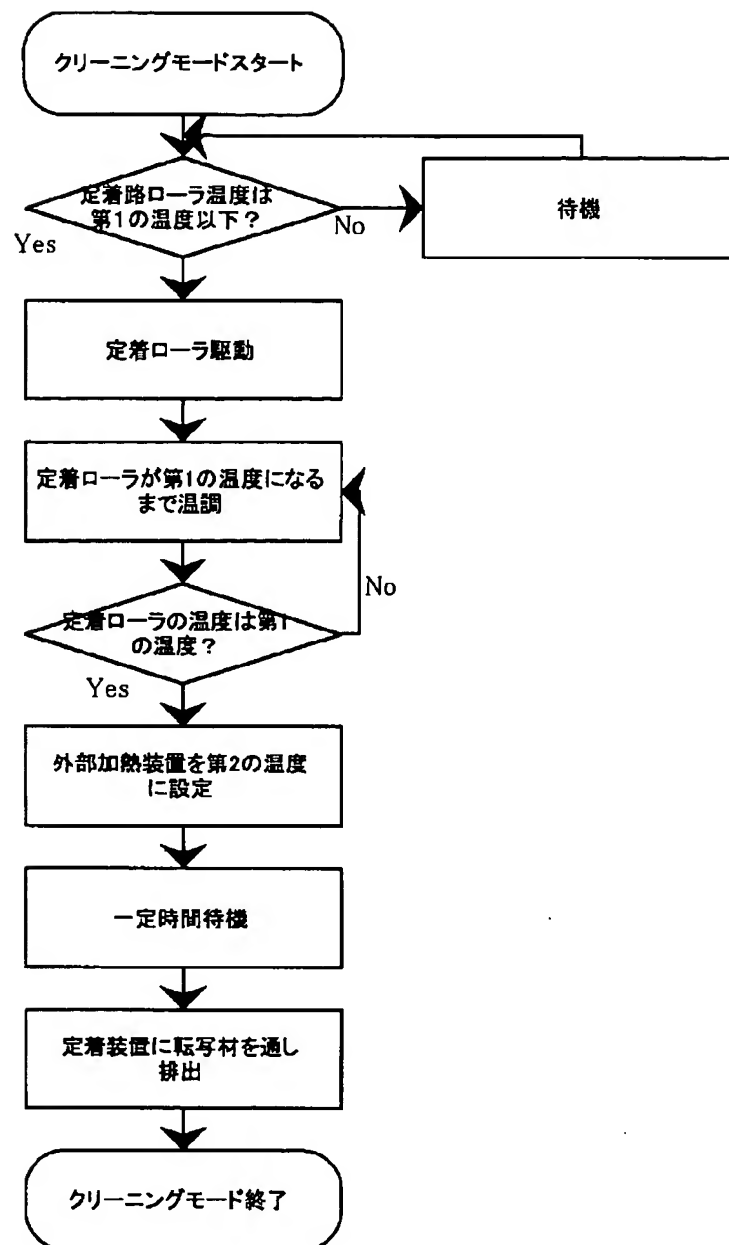 クリーニングモードスタート
定着路ローラ温度は
第1の温度以下？
Yes
No
待機
定着ローラ駆動
定着ローラが第1の温度になる
まで温調
No
定着ローラの温度は第1
の温度？
Yes
外部加熱装置を第2の温度
に設定
一定時間待機
定着装置に転写材を通し
排出
クリーニングモード終了